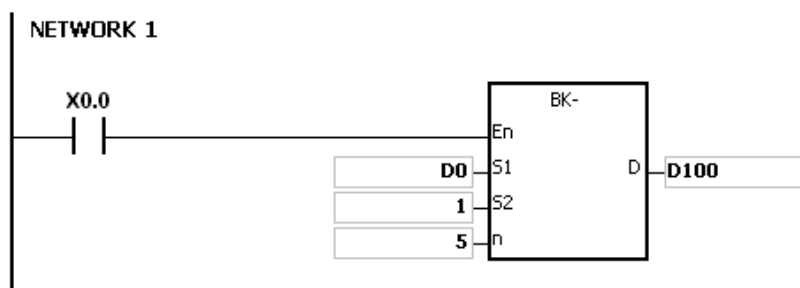 NETWORK 1
X0.0
BK-
En
D0 S1 D D100
1 S2
5 n